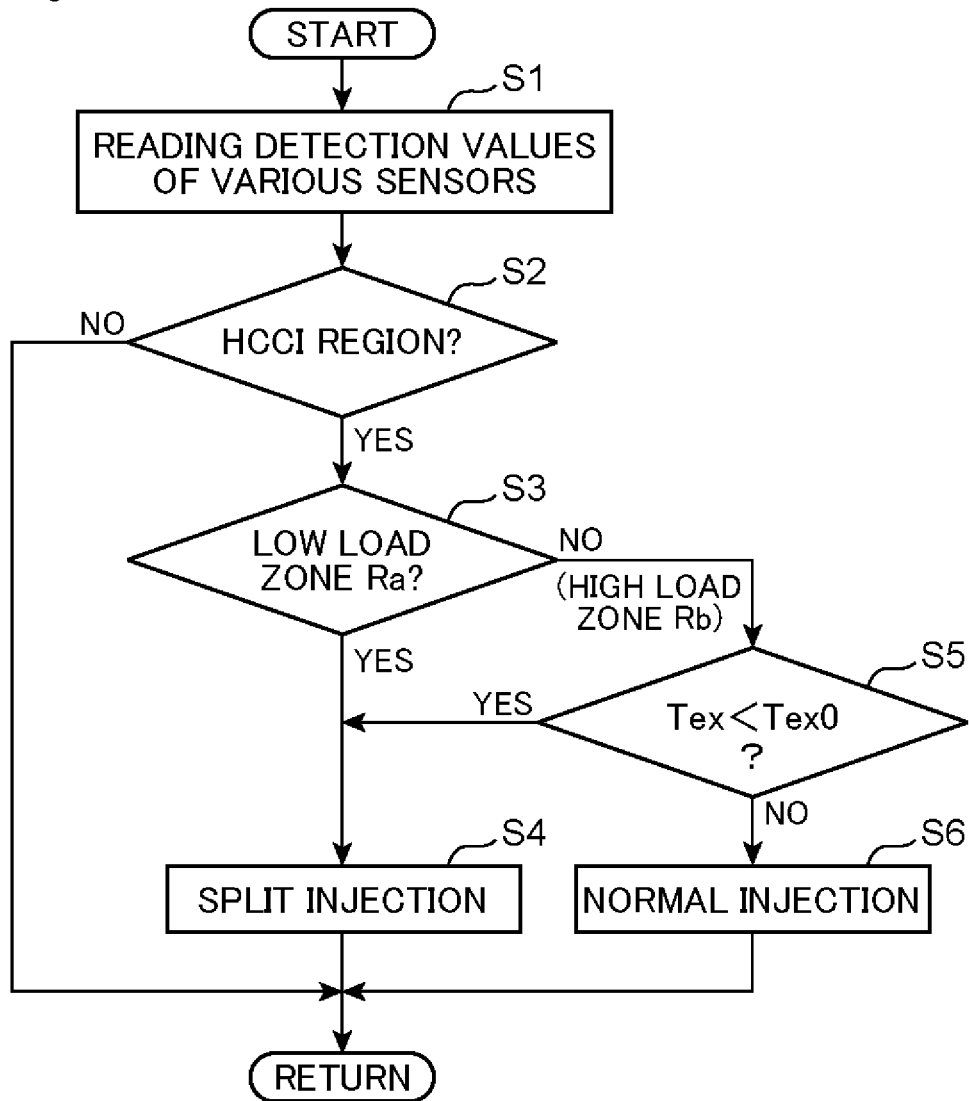 START
S1
READING DETECTION VALUES
OF VARIOUS SENSORS
S2
NO
HCCI REGION?
YES
S3
LOW LOAD
ZONE Ra?
NO
(HIGH LOAD
ZONE Rb)
YES
S5
YES
Tex<Tex0
?
NO
S4
S6
SPLIT INJECTION
NORMAL INJECTION
RETURN